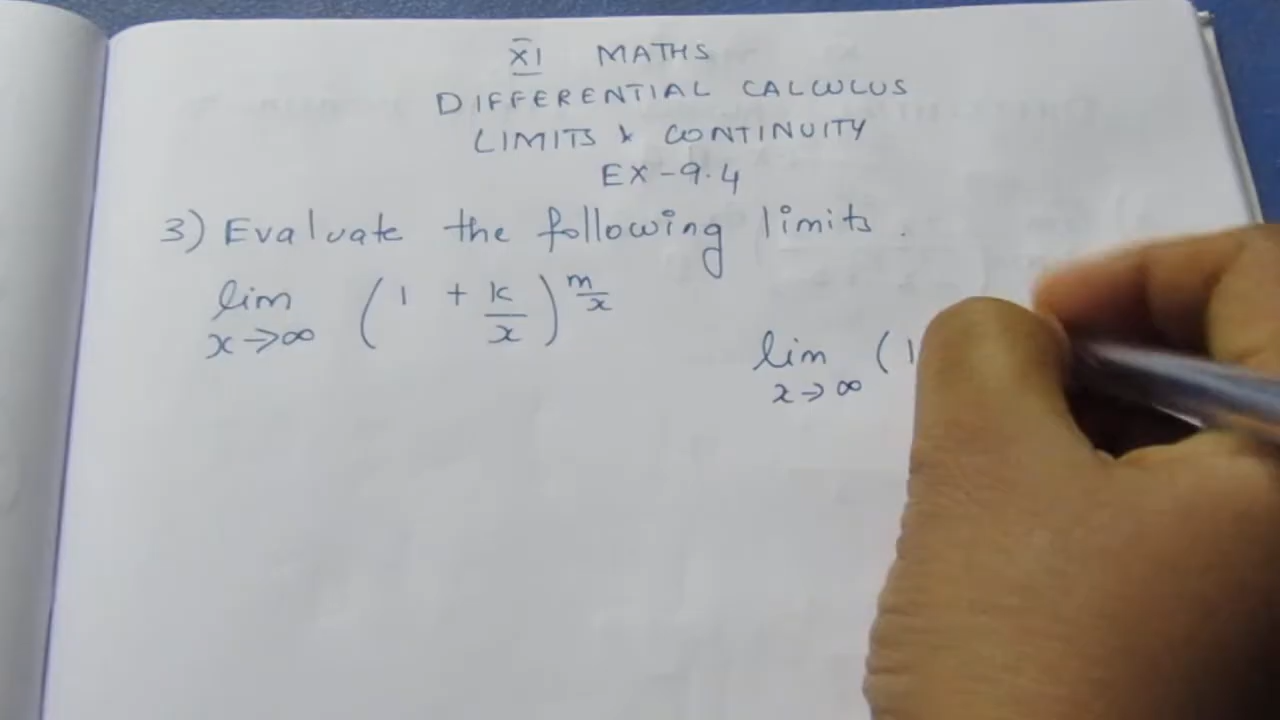 XI MATHS
DIFFERENTIAL CALCULUS
LIMITS & CONTINUITY
EX-9.4
3) Evaluate the following limits.
lim x→∞ (1 + k/x)^(m/x)
lim x→∞ (1